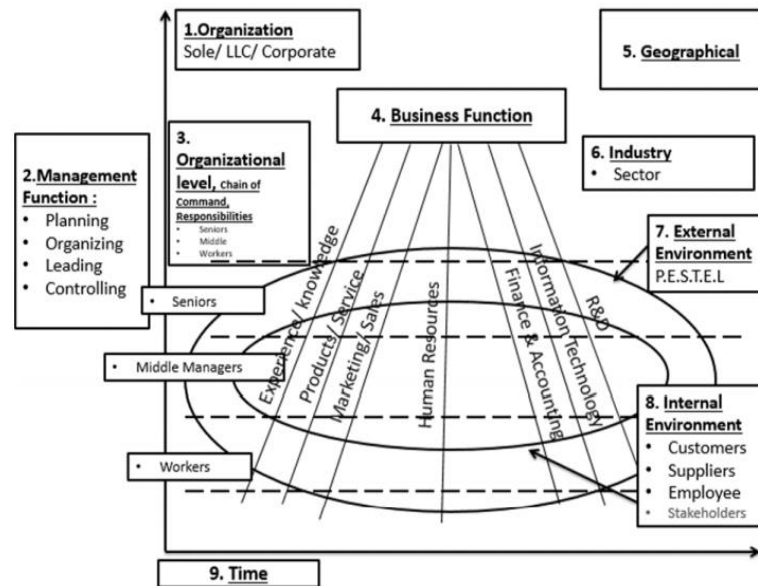 1.Organization
Sole/ LLC/ Corporate
5. Geographical
4. Business Function
2.Management
Function :
• Planning
• Organizing
• Leading
• Controlling
3.
Organizational
level, Chain of
Command,
Responsibilities
• Seniors
• Middle
• Workers
6. Industry
• Sector
7. External
Environment
P.E.S.T.E.L
• Seniors
• Middle Managers
• Workers
Experience/ knowledge
Products/ Service
Marketing/ Sales
Human Resources
Finance & Accounting
Information Technology
R&D
8. Internal
Environment
• Customers
• Suppliers
• Employee
• Stakeholders
9. Time